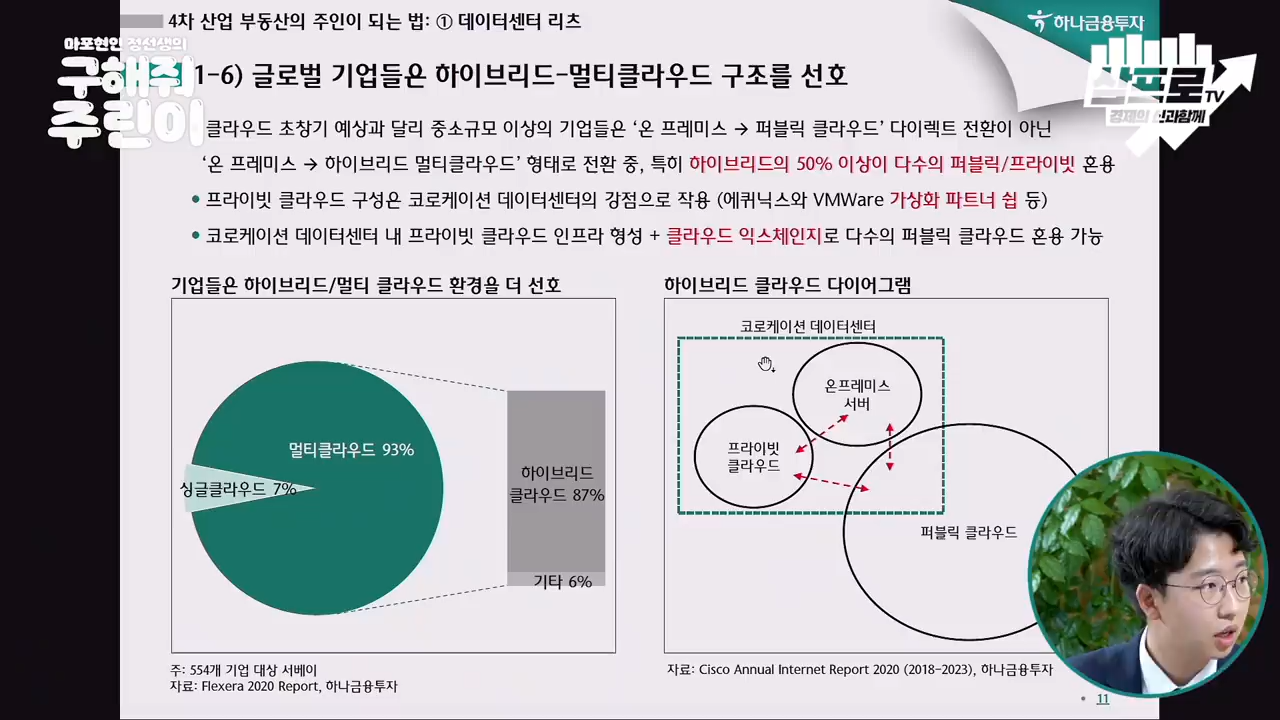 4차 산업 부동산의 주인이 되는 법: ① 데이터센터 리츠
하나금융투자
마포현인 정선생의
구해줘
주린이
삼프로TV
경제의 신과함께
1-6) 글로벌 기업들은 하이브리드-멀티클라우드 구조를 선호
클라우드 초창기 예상과 달리 중소규모 이상의 기업들은 ‘온 프레미스 → 퍼블릭 클라우드’ 다이렉트 전환이 아닌
‘온 프레미스 → 하이브리드 멀티클라우드’ 형태로 전환 중, 특히 하이브리드의 50% 이상이 다수의 퍼블릭/프라이빗 혼용
• 프라이빗 클라우드 구성은 코로케이션 데이터센터의 강점으로 작용 (에퀴닉스와 VMWare 가상화 파트너 쉽 등)
• 코로케이션 데이터센터 내 프라이빗 클라우드 인프라 형성 + 클라우드 익스체인지로 다수의 퍼블릭 클라우드 혼용 가능
기업들은 하이브리드/멀티 클라우드 환경을 더 선호
멀티클라우드 93%
싱글클라우드 7%
하이브리드
클라우드 87%
기타 6%
주: 554개 기업 대상 서베이
자료: Flexera 2020 Report, 하나금융투자
하이브리드 클라우드 다이어그램
코로케이션 데이터센터
온프레미스
서버
프라이빗
클라우드
퍼블릭 클라우드
자료: Cisco Annual Internet Report 2020 (2018-2023), 하나금융투자
• 11